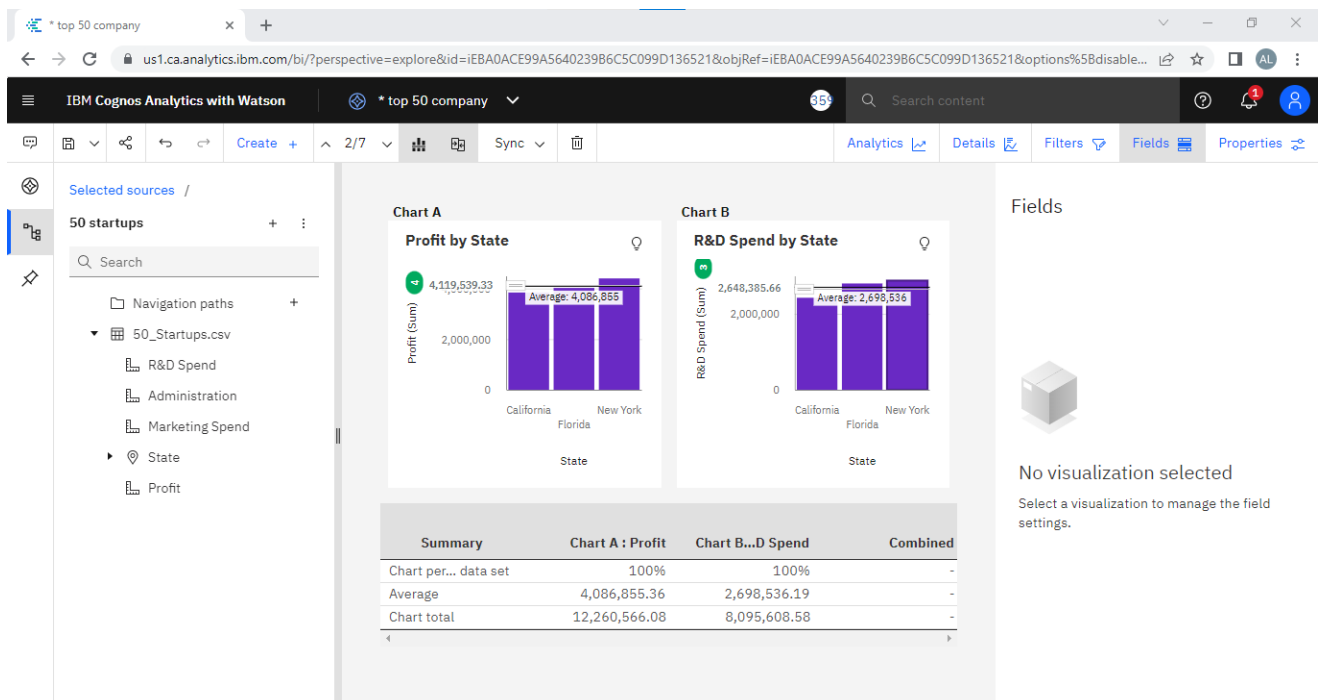 * top 50 company
us1.ca.analytics.ibm.com/bi/?perspective=explore&id=iEBA0ACE99A5640239B6C5C099D136521&objRef=iEBA0ACE99A5640239B6C5C099D136521&options%5Bdisable...
AL
IBM Cognos Analytics with Watson
* top 50 company
Search content
1
Create +
2/7
Sync
Analytics
Details
Filters
Fields
Properties
Selected sources /
50 startups
Search
Navigation paths
50_Startups.csv
R&D Spend
Administration
Marketing Spend
State
Profit
Chart A
Profit by State
4
4,119,539.33
Average: 4,086,855
2,000,000
0
Profit (Sum)
California
Florida
New York
State
Chart B
R&D Spend by State
3
2,648,385.66
Average: 2,698,536
2,000,000
0
R&D Spend (Sum)
California
Florida
New York
State
Summary Chart A : Profit Chart B...D Spend Combined
Chart per... data set 100% 100% -
Average 4,086,855.36 2,698,536.19 -
Chart total 12,260,566.08 8,095,608.58 -
Fields
No visualization selected
Select a visualization to manage the field
settings.